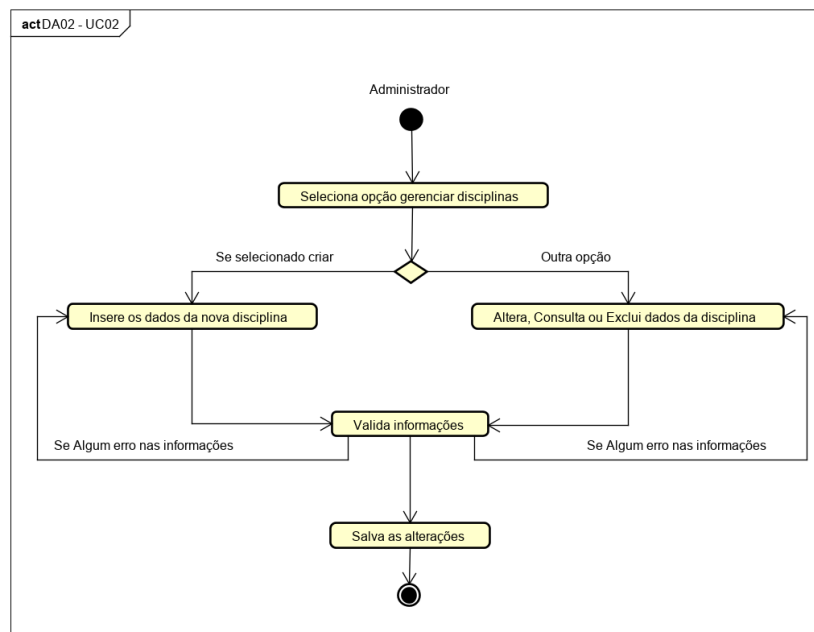 act DA02 - UC02
Administrador
Seleciona opção gerenciar disciplinas
Se selecionado criar
Outra opção
Insere os dados da nova disciplina
Altera, Consulta ou Exclui dados da disciplina
Valida informações
Se Algum erro nas informações
Se Algum erro nas informações
Salva as alterações